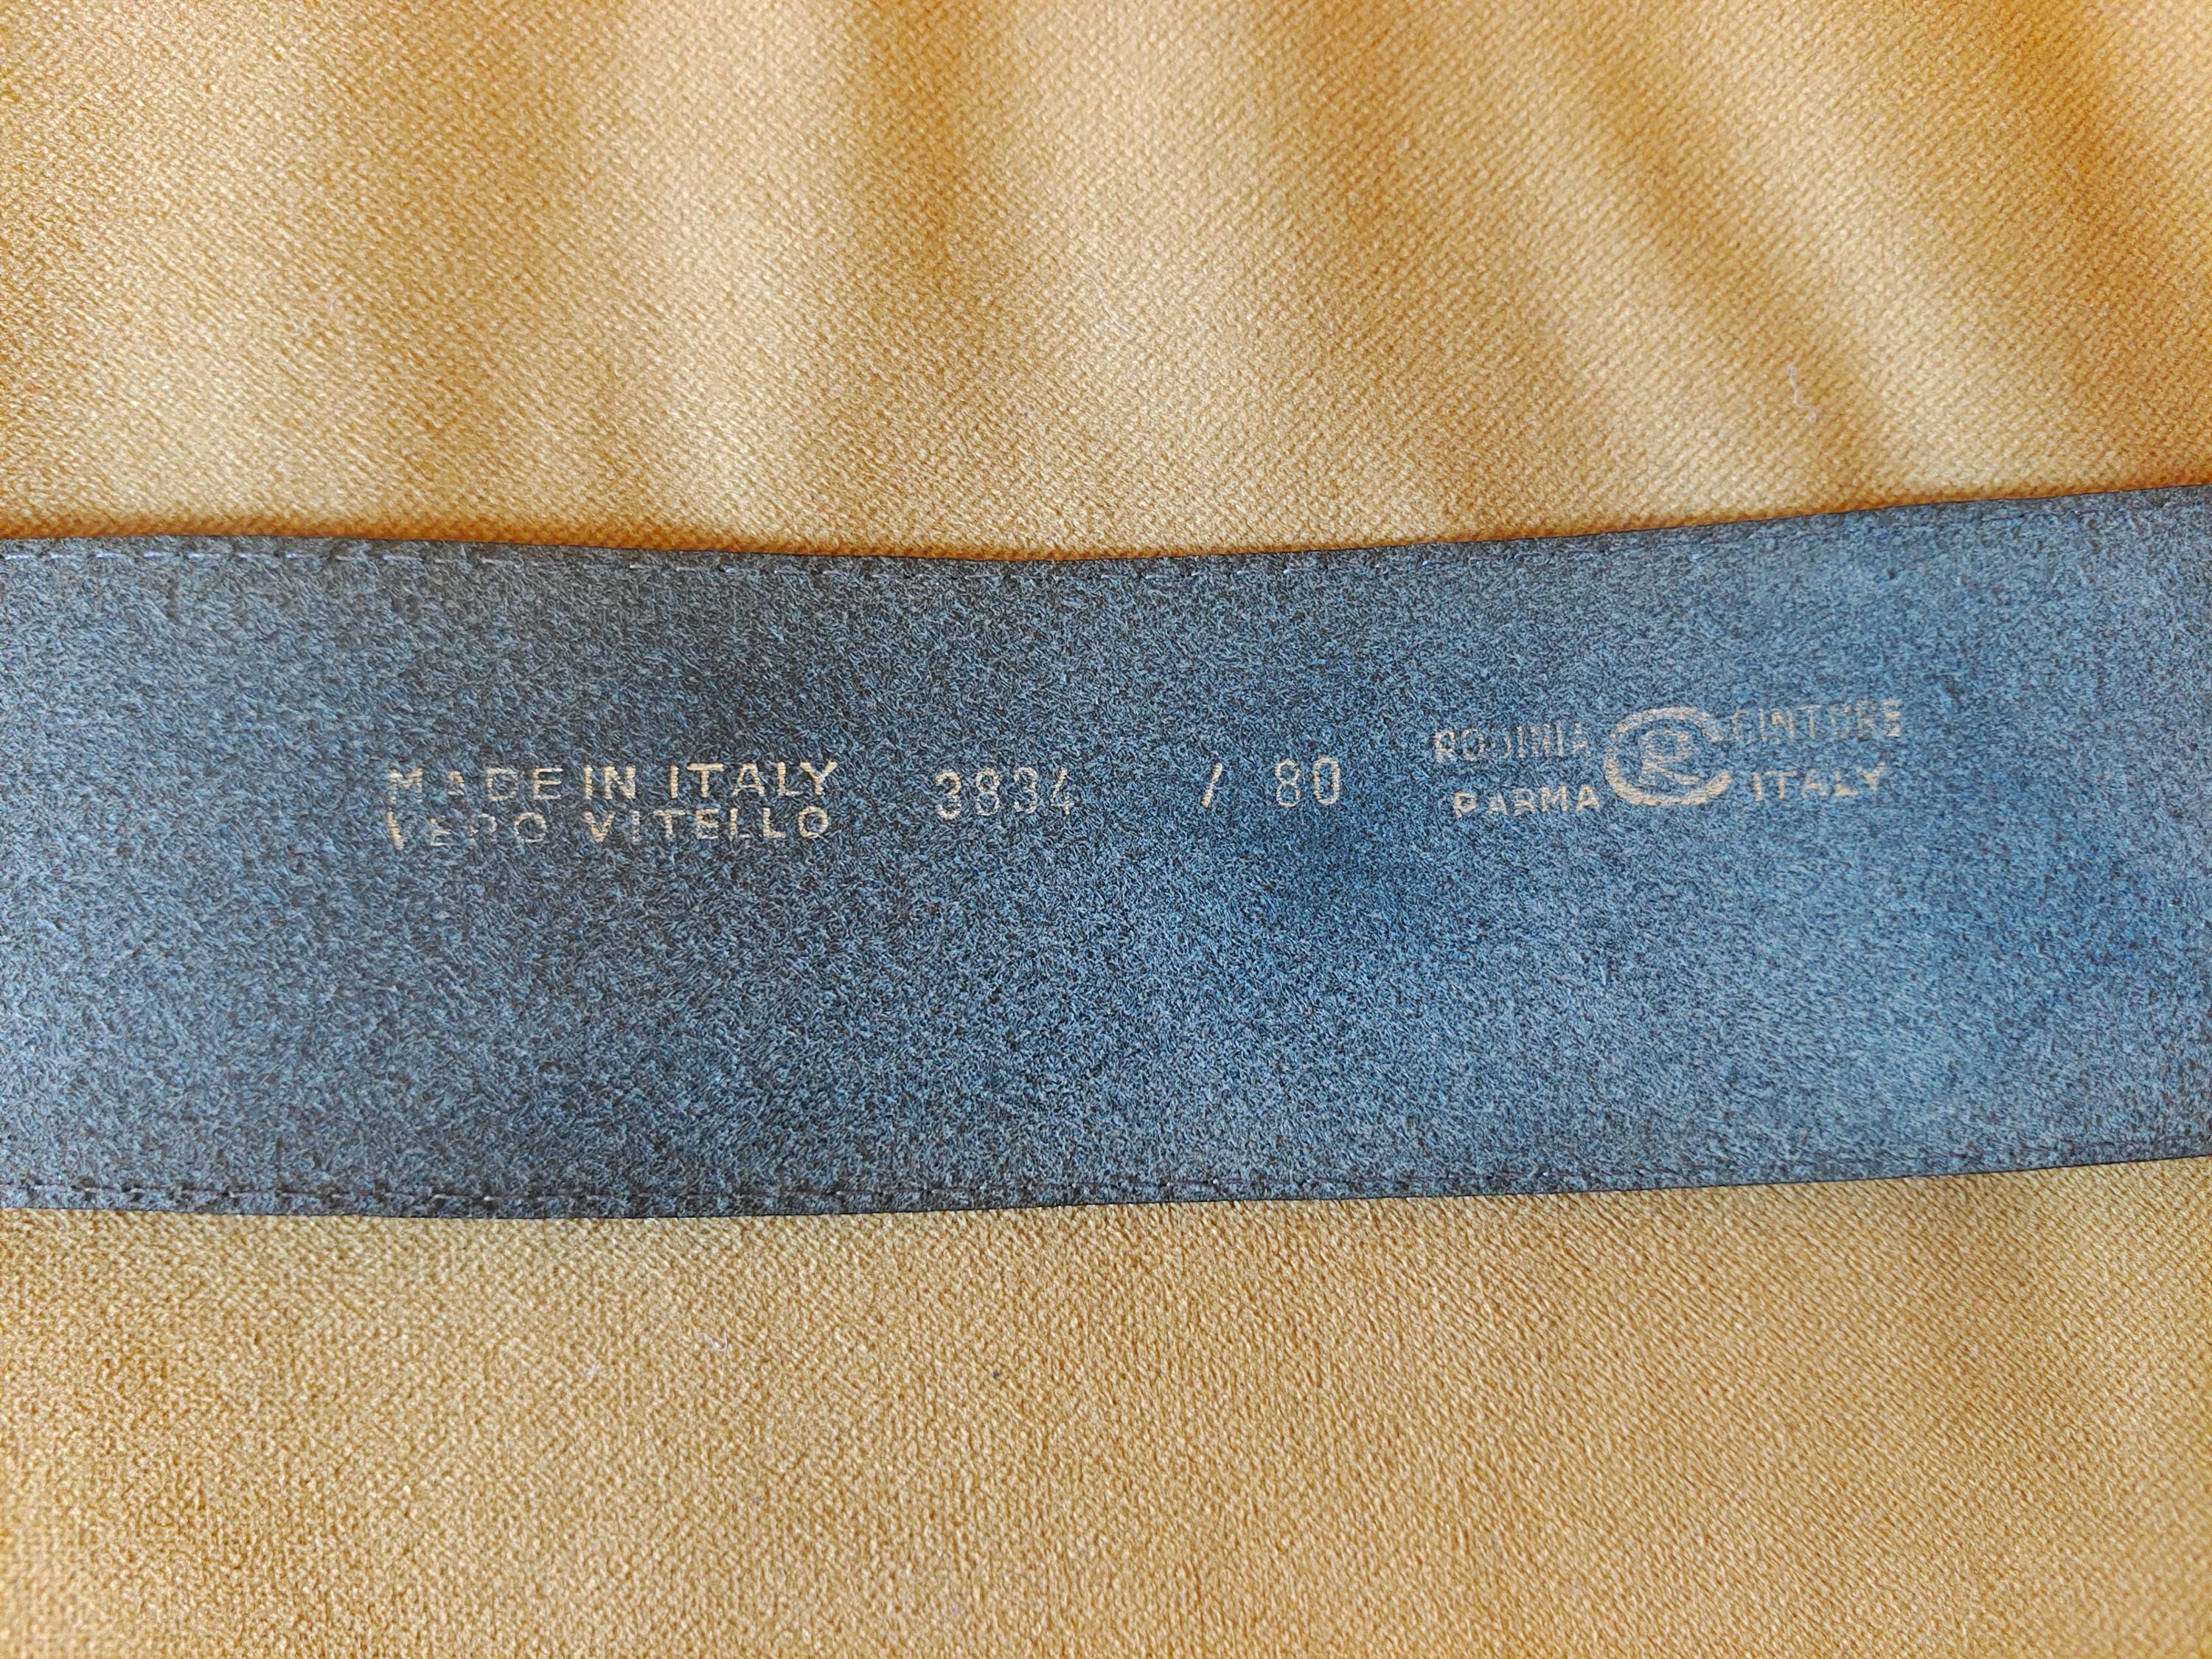 MADE IN ITALY
VERO VITELLO
3834 / 80
CINTURE
PARMA R ITALY